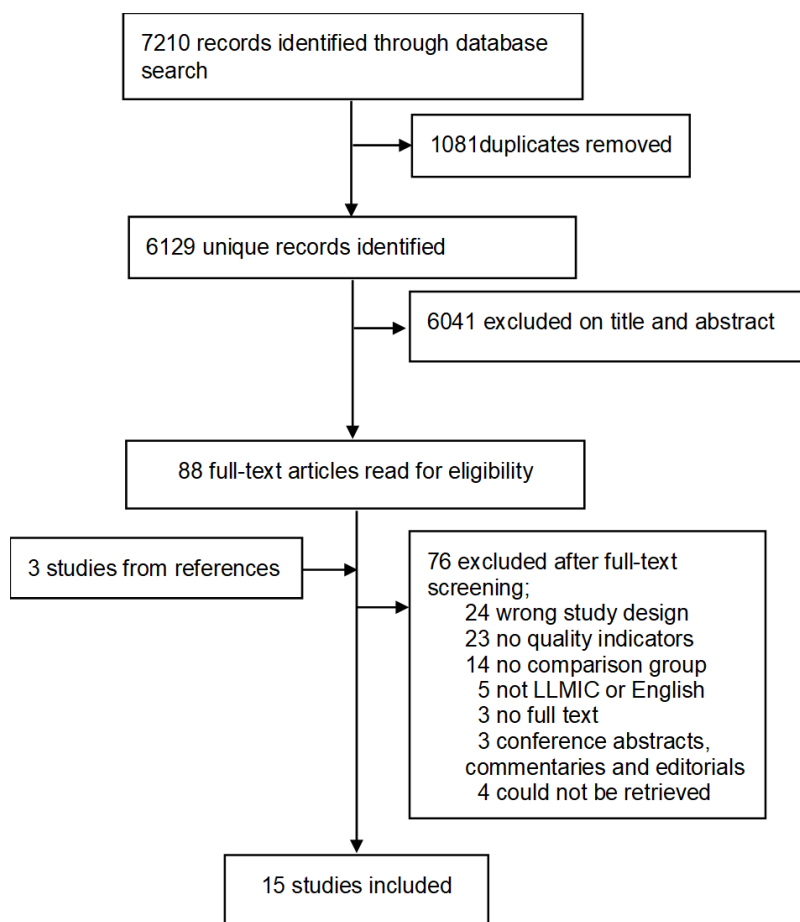 7210 records identified through database
search
1081duplicates removed
6129 unique records identified
6041 excluded on title and abstract
88 full-text articles read for eligibility
3 studies from references
76 excluded after full-text
screening;
24 wrong study design
23 no quality indicators
14 no comparison group
5 not LLMIC or English
3 no full text
3 conference abstracts,
commentaries and editorials
4 could not be retrieved
15 studies included